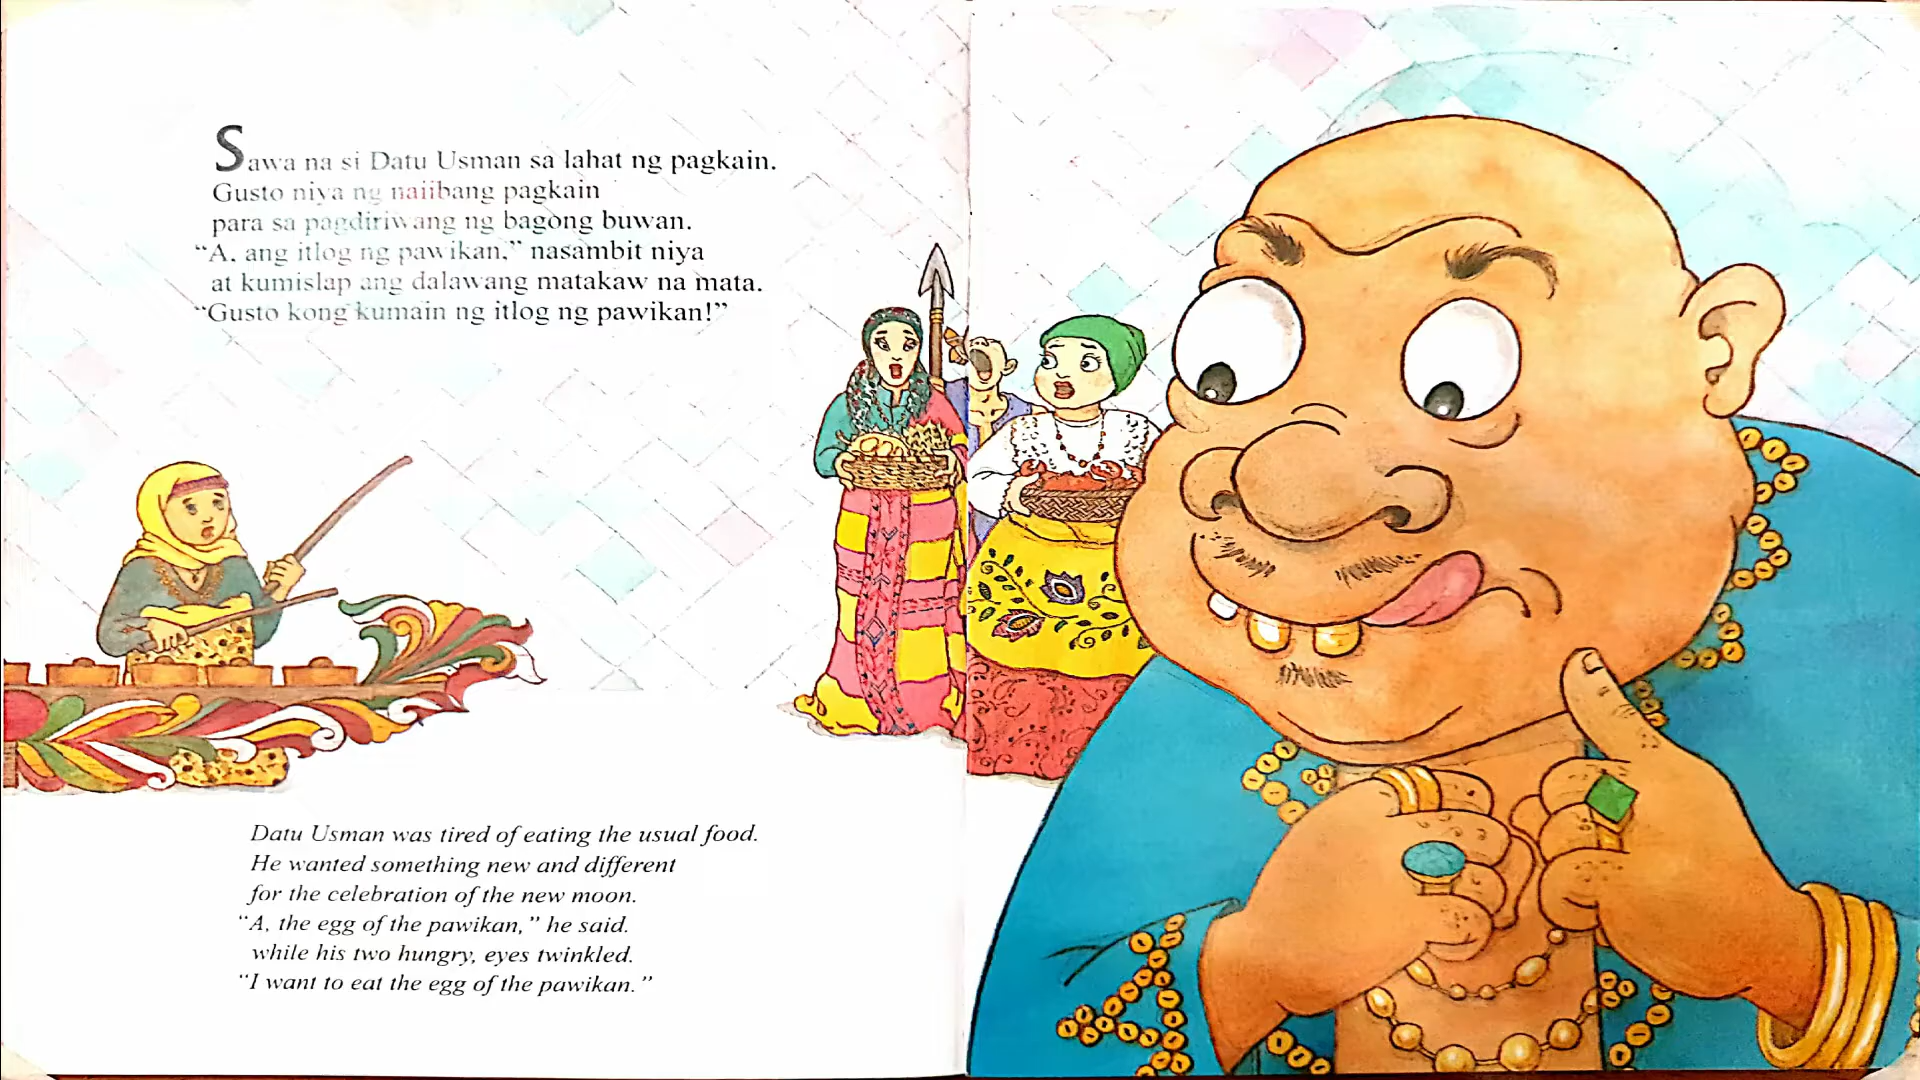 Sawa na si Datu Usman sa lahat ng pagkain.
Gusto niya ng naiibang pagkain
para sa pagdiriwang ng bagong buwan.
“A, ang itlog ng pawikan,” nasambit niya
at kumislap ang dalawang matakaw na mata.
“Gusto kong kumain ng itlog ng pawikan!”
Datu Usman was tired of eating the usual food.
He wanted something new and different
for the celebration of the new moon.
“A, the egg of the pawikan,” he said.
while his two hungry, eyes twinkled.
“I want to eat the egg of the pawikan.”